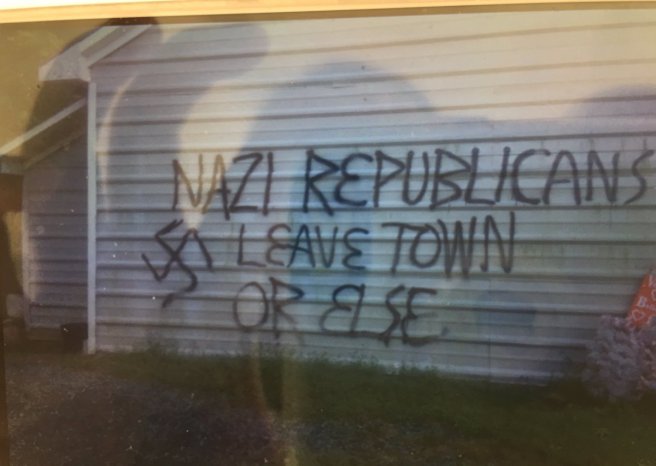 NAZI REPUBLICANS
LEAVE TOWN
OR ELSE